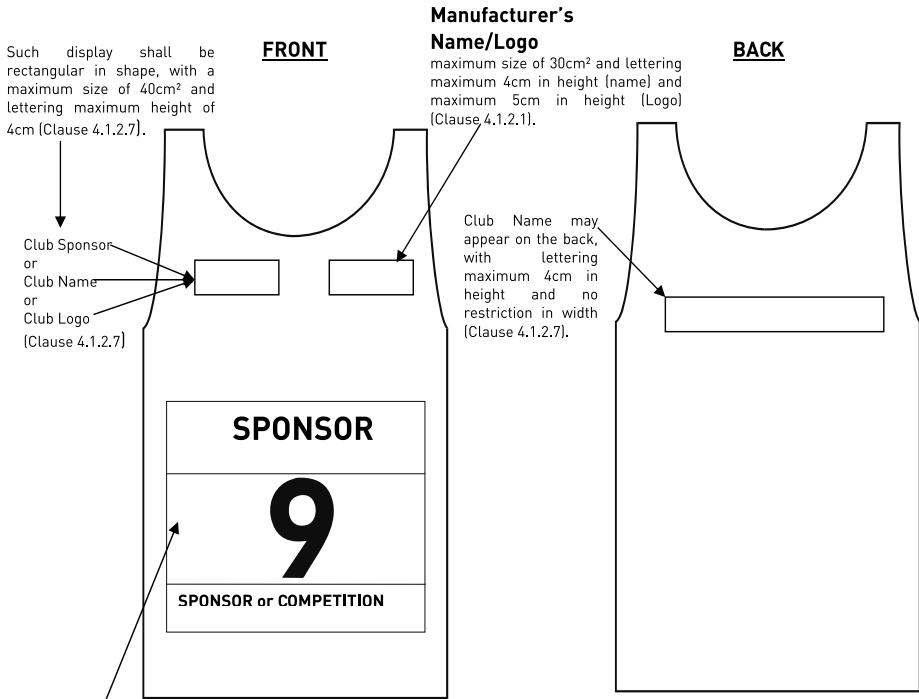 Such display shall be
rectangular in shape, with a
maximum size of 40cm² and
lettering maximum height of
4cm (Clause 4.1.2.7).
FRONT
Manufacturer's
Name/Logo
maximum size of 30cm² and lettering
maximum 4cm in height (name) and
maximum 5cm in height (Logo)
(Clause 4.1.2.1).
BACK
Club Sponsor
or
Club Name
or
Club Logo
(Clause 4.1.2.7)
Club Name may
appear on the back,
with lettering
maximum 4cm in
height and no
restriction in width
(Clause 4.1.2.7).
SPONSOR
9
SPONSOR or COMPETITION